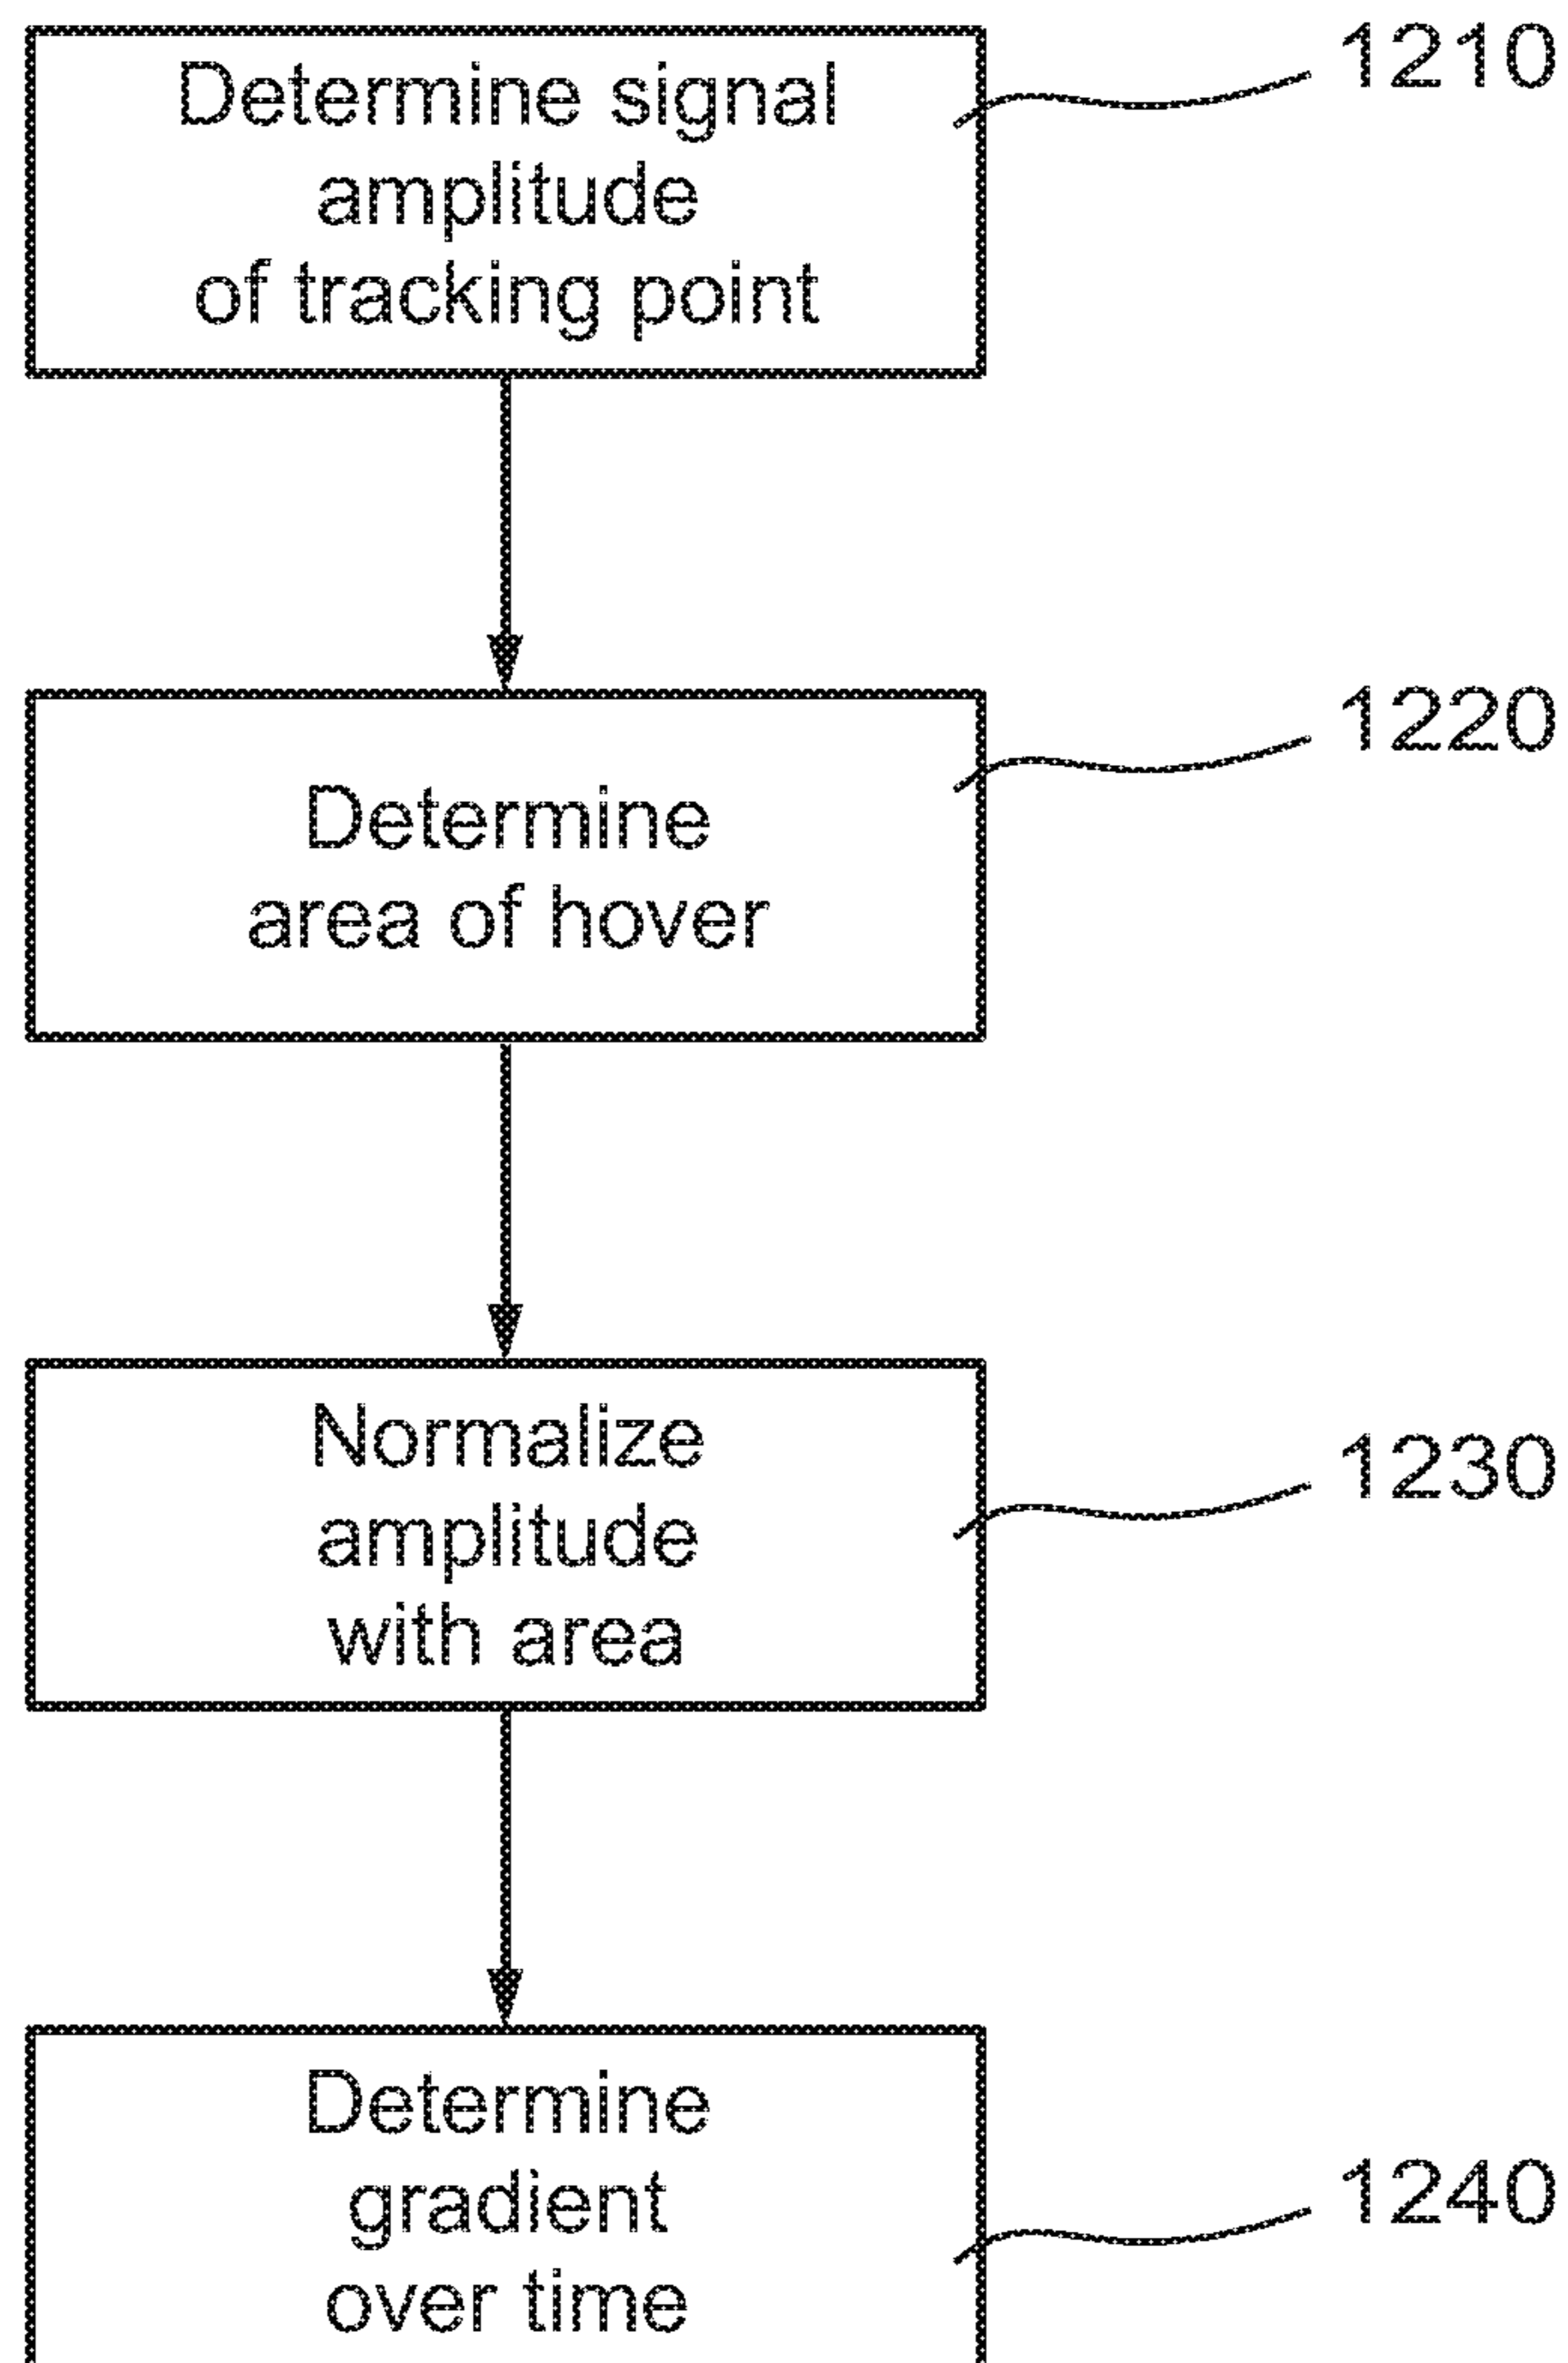 Determine signal
amplitude
of tracking point
1210
Determine
area of hover
1220
Normalize
amplitude
with area
1230
Determine
gradient
over time
1240